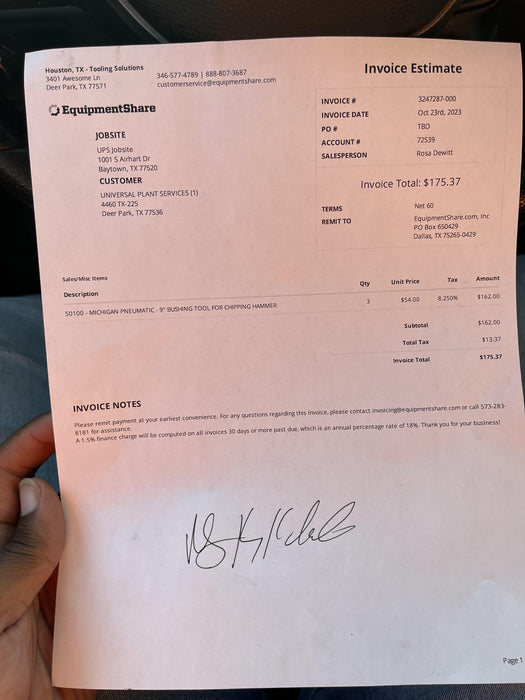 Houston, TX - Tooling Solutions
3401 Awesome Ln
Deer Park, TX 77571
346-577-4789 | 888-807-3687
customerservice@equipmentshare.com
EquipmentShare
JOBSITE
UPS Jobsite
1001 S Airhart Dr
Baytown, TX 77520
CUSTOMER
UNIVERSAL PLANT SERVICES (1)
4460 TX-225
Deer Park, TX 77536
Invoice Estimate
INVOICE # 3247287-000
INVOICE DATE Oct 23rd, 2023
PO # TBD
ACCOUNT # 72539
SALESPERSON Rosa Dewitt
Invoice Total: $175.37
TERMS Net 60
REMIT TO EquipmentShare.com, Inc
PO Box 650429
Dallas, TX 75265-0429
Sales/Misc Items
Description Qty Unit Price Tax Amount
50100 - MICHIGAN PNEUMATIC - 9" BUSHING TOOL FOR CHIPPING HAMMER 3 $54.00 8.250% $162.00
Subtotal $162.00
Total Tax $13.37
Invoice Total $175.37
INVOICE NOTES
Please remit payment at your earliest convenience. For any questions regarding this invoice, please contact invoicing@equipmentshare.com or call 573-283-
8181 for assistance.
A 1.5% finance charge will be computed on all invoices 30 days or more past due, which is an annual percentage rate of 18%. Thank you for your business!
Page 1